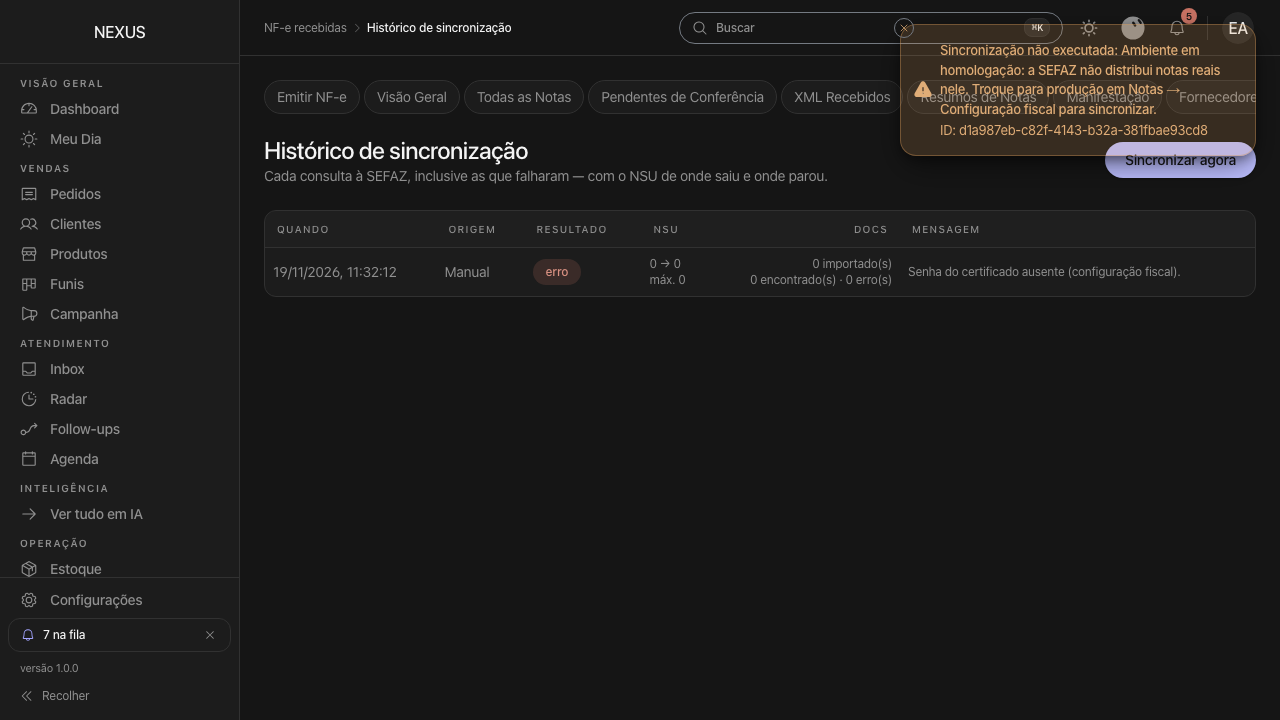 NEXUS
VISÃO GERAL
Dashboard
Meu Dia
VENDAS
Pedidos
Clientes
Produtos
Funis
Campanha
ATENDIMENTO
Inbox
Radar
Follow-ups
Agenda
INTELIGÊNCIA
Ver tudo em IA
OPERAÇÃO
Estoque
Configurações
7 na fila
versão 1.0.0
Recolher
NF-e recebidas > Histórico de sincronização
Buscar
⌘K
5
EA
Sincronização não executada: Ambiente em
homologação: a SEFAZ não distribui notas reais
nele. Troque para produção em Notas →
Configuração fiscal para sincronizar.
ID: d1a987eb-c82f-4143-b32a-381fbae93cd8
Emitir NF-e
Visão Geral
Todas as Notas
Pendentes de Conferência
XML Recebidos
Resumos de Notas
Manifestação
Fornecedore
Histórico de sincronização
Cada consulta à SEFAZ, inclusive as que falharam — com o NSU de onde saiu e onde parou.
Sincronizar agora
QUANDO ORIGEM RESULTADO NSU DOCS MENSAGEM
19/11/2026, 11:32:12 Manual erro 0 → 0 0 importado(s) Senha do certificado ausente (configuração fiscal).
máx. 0 0 encontrado(s) · 0 erro(s)